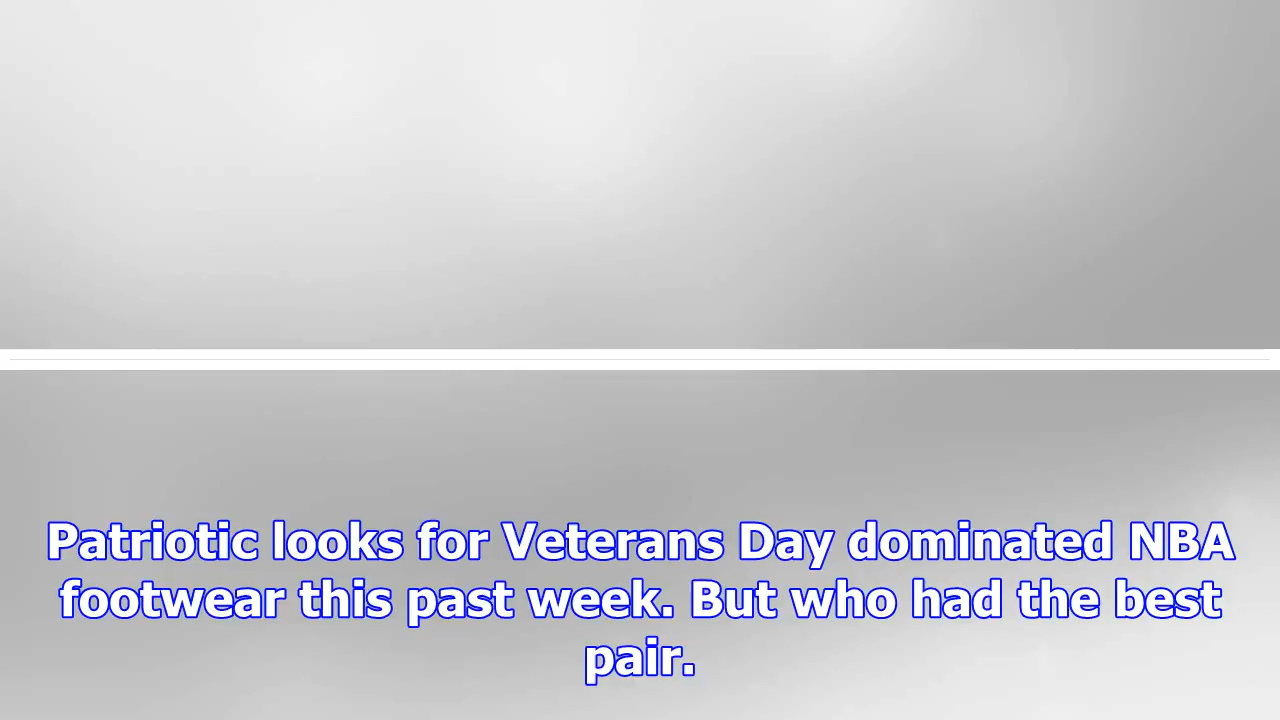 Patriotic looks for Veterans Day dominated NBA
footwear this past week. But who had the best
pair.